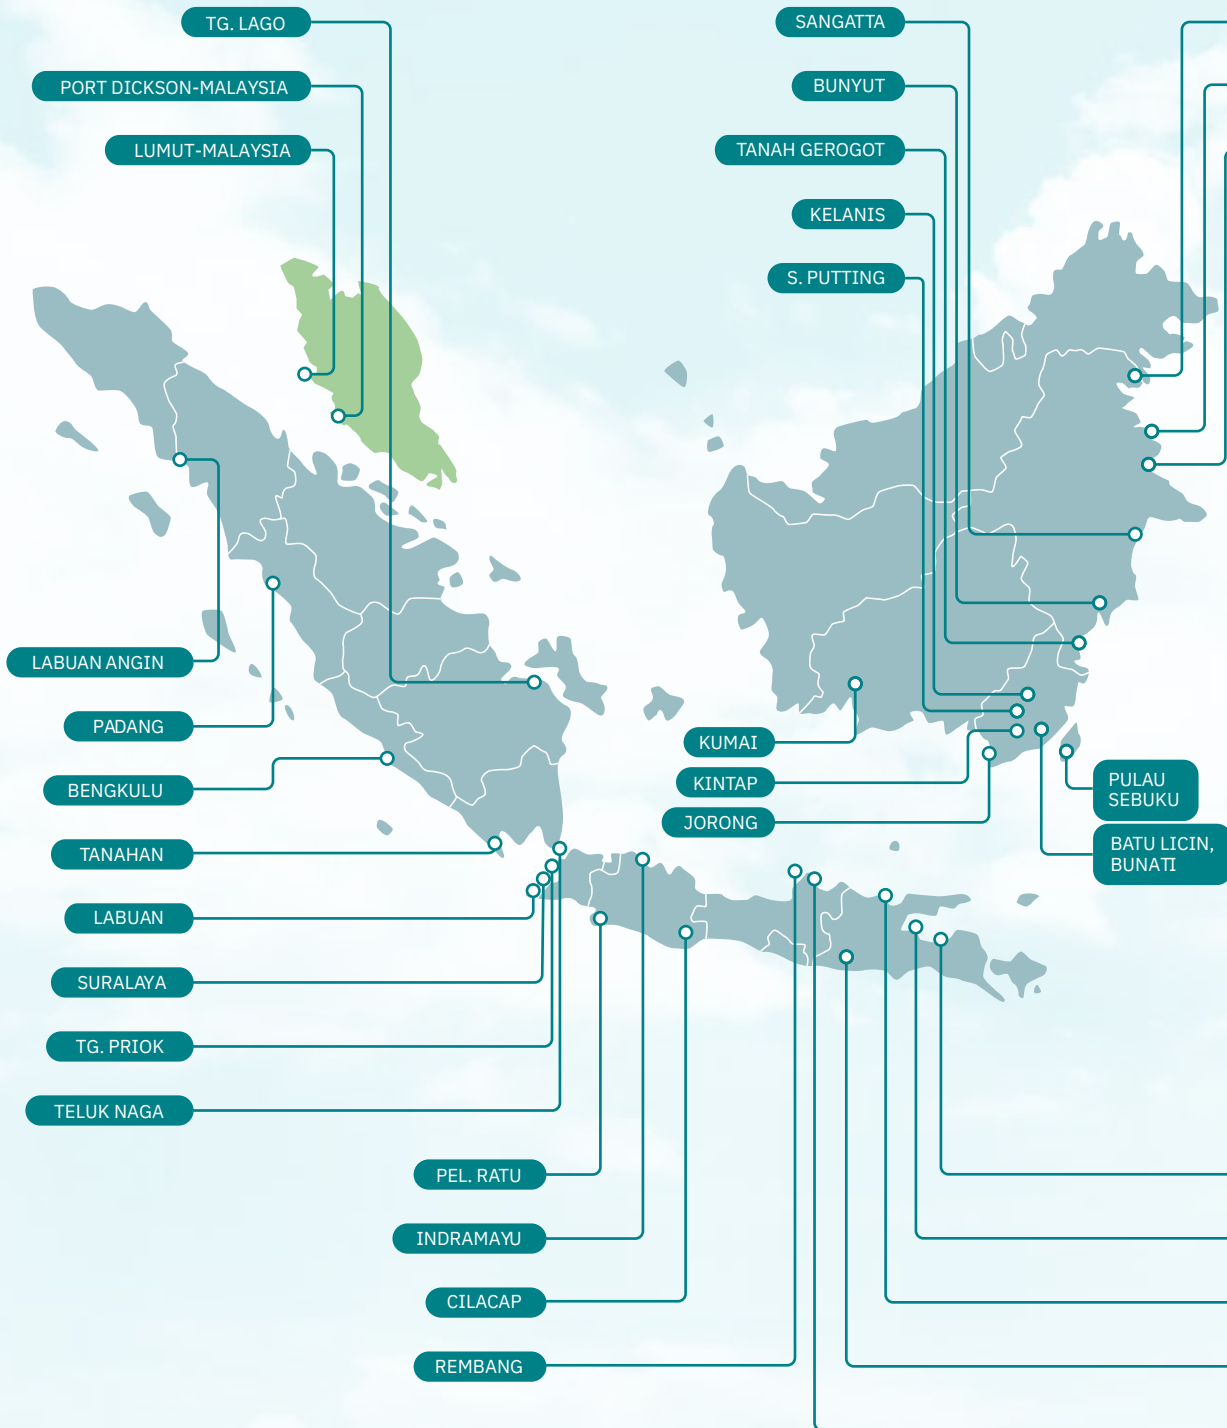 TG. LAGO
PORT DICKSON-MALAYSIA
LUMUT-MALAYSIA
SANGATTA
BUNYUT
TANAH GEROGOT
KELANIS
S. PUTTING
LABUAN ANGIN
PADANG
BENGKULU
TANAHAN
LABUAN
SURALAYA
TG. PRIOK
TELUK NAGA
KUMAI
KINTAP
JORONG
PULAU
SEBUKU
BATU LICIN,
BUNATI
PEL. RATU
INDRAMAYU
CILACAP
REMBANG